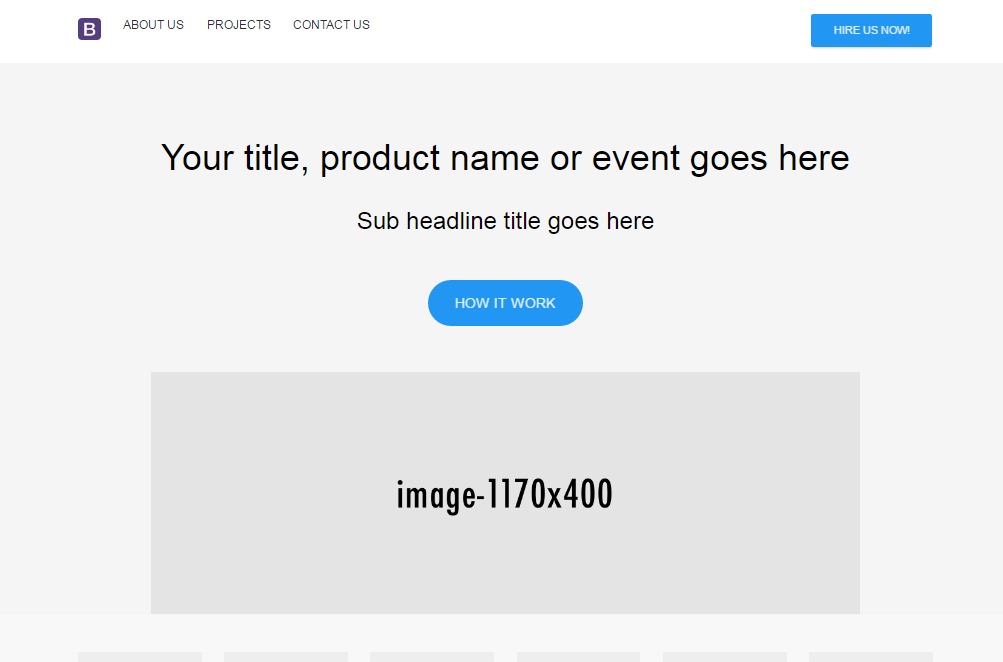 B
ABOUT US
PROJECTS
CONTACT US
HIRE US NOW!
Your title, product name or event goes here
Sub headline title goes here
HOW IT WORK
image-1170x400